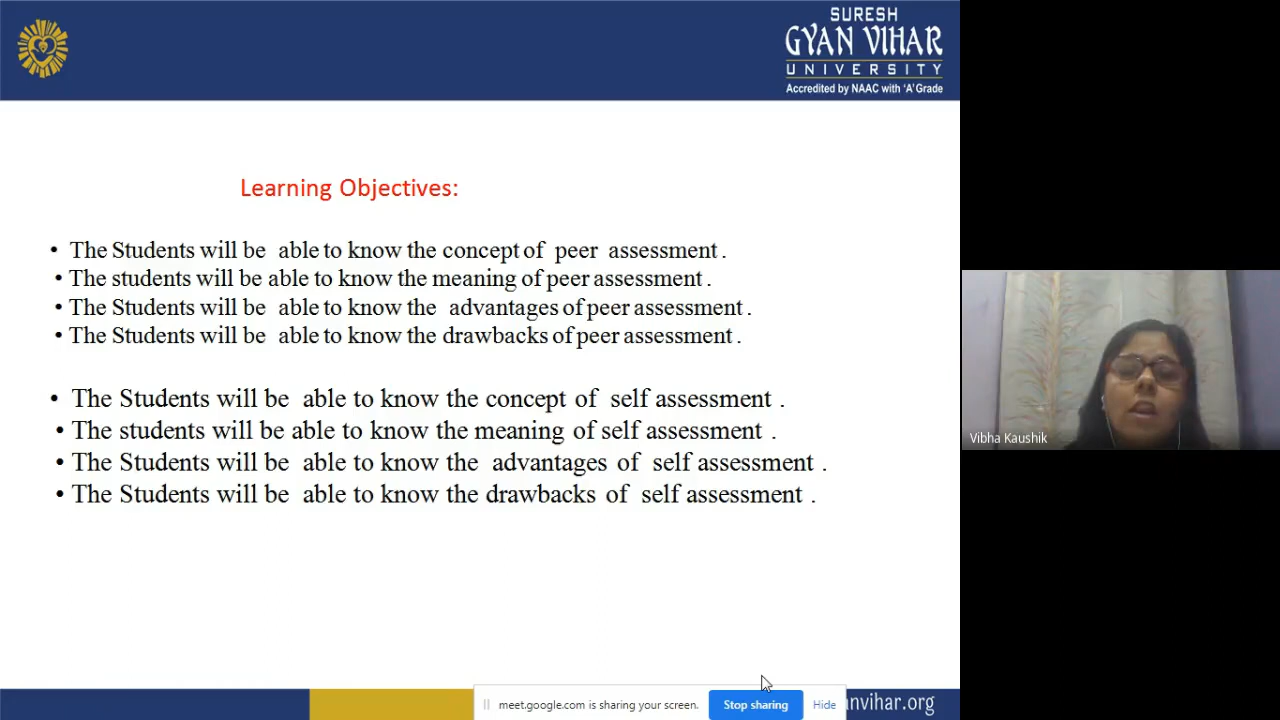 SURESH
GYAN VIHAR
UNIVERSITY
Accredited by NAAC with 'A' Grade
Learning Objectives:
• The Students will be able to know the concept of peer assessment .
• The students will be able to know the meaning of peer assessment .
• The Students will be able to know the advantages of peer assessment .
• The Students will be able to know the drawbacks of peer assessment .
• The Students will be able to know the concept of self assessment .
• The students will be able to know the meaning of self assessment .
• The Students will be able to know the advantages of self assessment .
• The Students will be able to know the drawbacks of self assessment .
Vibha Kaushik
meet.google.com is sharing your screen. Stop sharing Hide anvihar.org